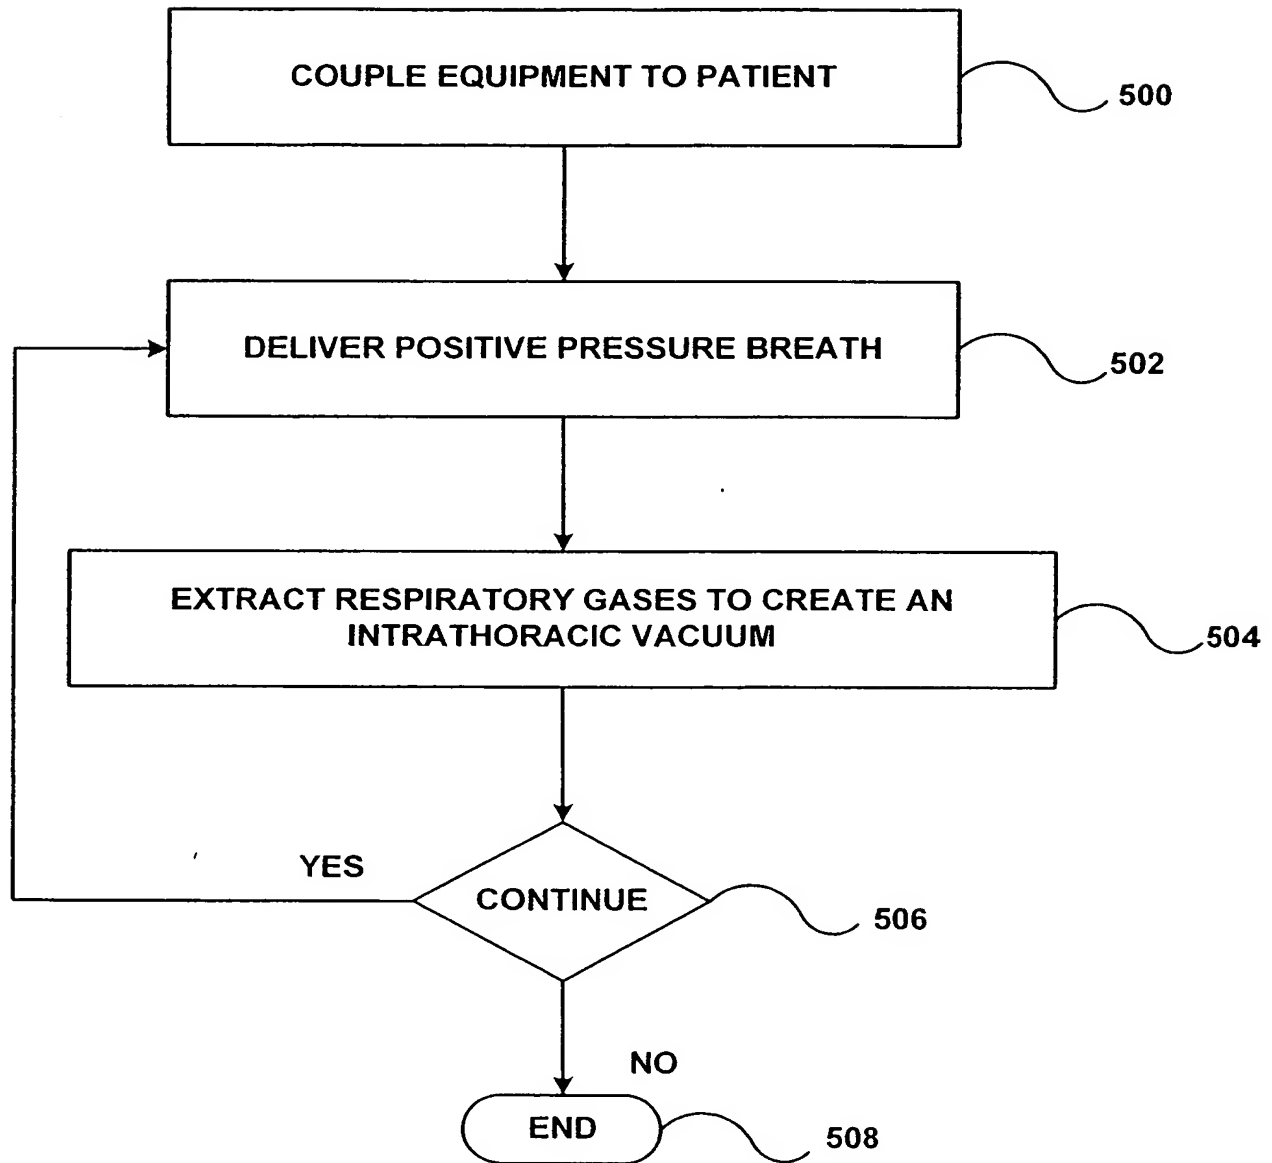 COUPLE EQUIPMENT TO PATIENT
500
DELIVER POSITIVE PRESSURE BREATH
502
EXTRACT RESPIRATORY GASES TO CREATE AN
INTRATHORACIC VACUUM
504
YES
CONTINUE
506
NO
END
508